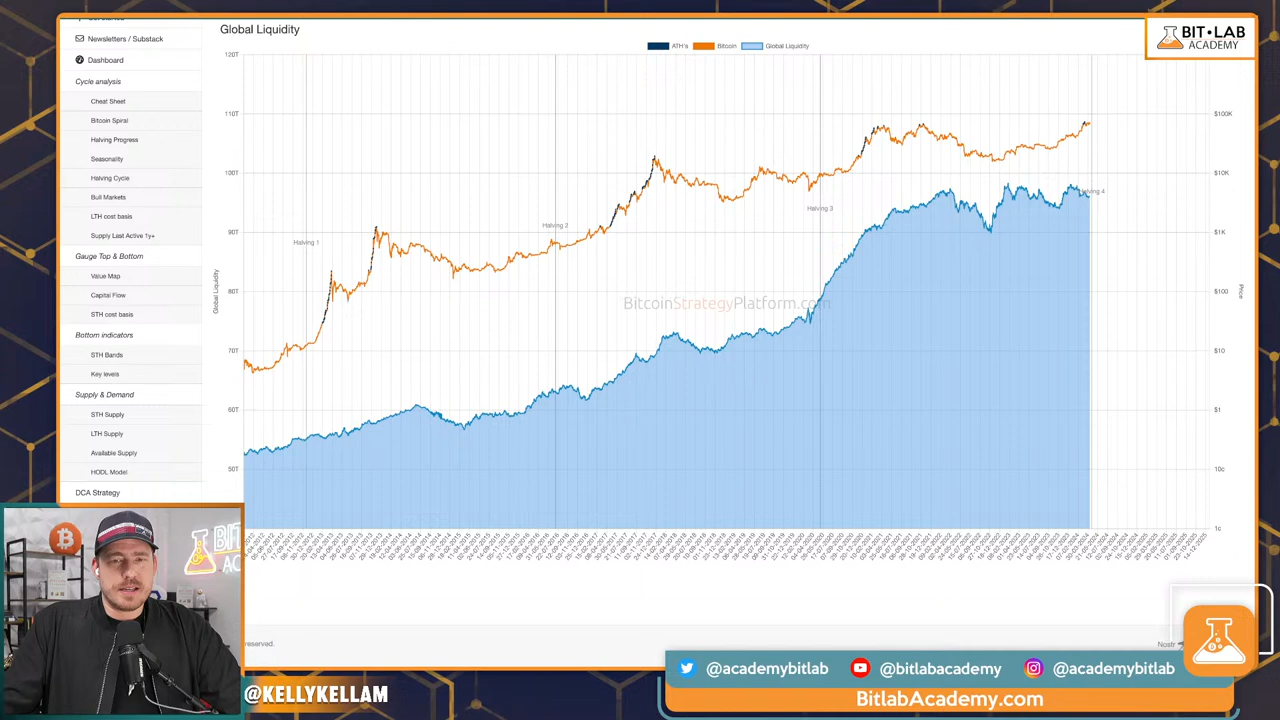 Global Liquidity
Newsletters / Substack
Dashboard
Cycle analysis
Cheat Sheet
Bitcoin Spiral
Halving Progress
Seasonality
Halving Cycle
Bull Markets
LTH cost basis
Supply Last Active 1y+
Gauge Top & Bottom
Value Map
Capital Flow
STH cost basis
Bottom indicators
STH Bands
Key levels
Supply & Demand
STH Supply
LTH Supply
Available Supply
HODL Model
DCA Strategy
ATH's
Bitcoin
Global Liquidity
120T
110T
100T
90T
80T
70T
60T
50T
Global Liquidity
Halving 1
Halving 2
Halving 3
Halving 4
BitcoinStrategyPlatform.com
$100K
$10K
$1K
$100
$10
$1
10c
1c
Price
BIT•LAB
ACADEMY
reserved.
Nostr
@academybitlab
@bitlabacademy
@academybitlab
BitlabAcademy.com
@KELLYKELLAM